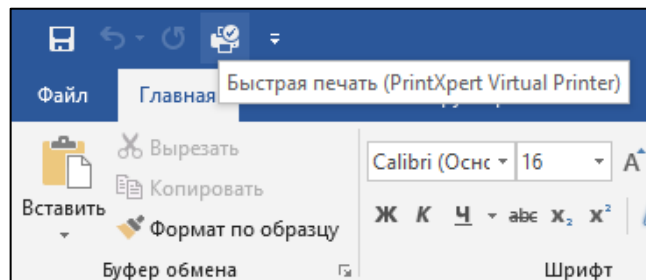 Быстрая печать (PrintXpert Virtual Printer)
Файл
Главная
Вырезать
Копировать
Вставить
Формат по образцу
Буфер обмена
Calibri (Оснс
16
A
Ж К Ч abc X₂ X²
Шрифт